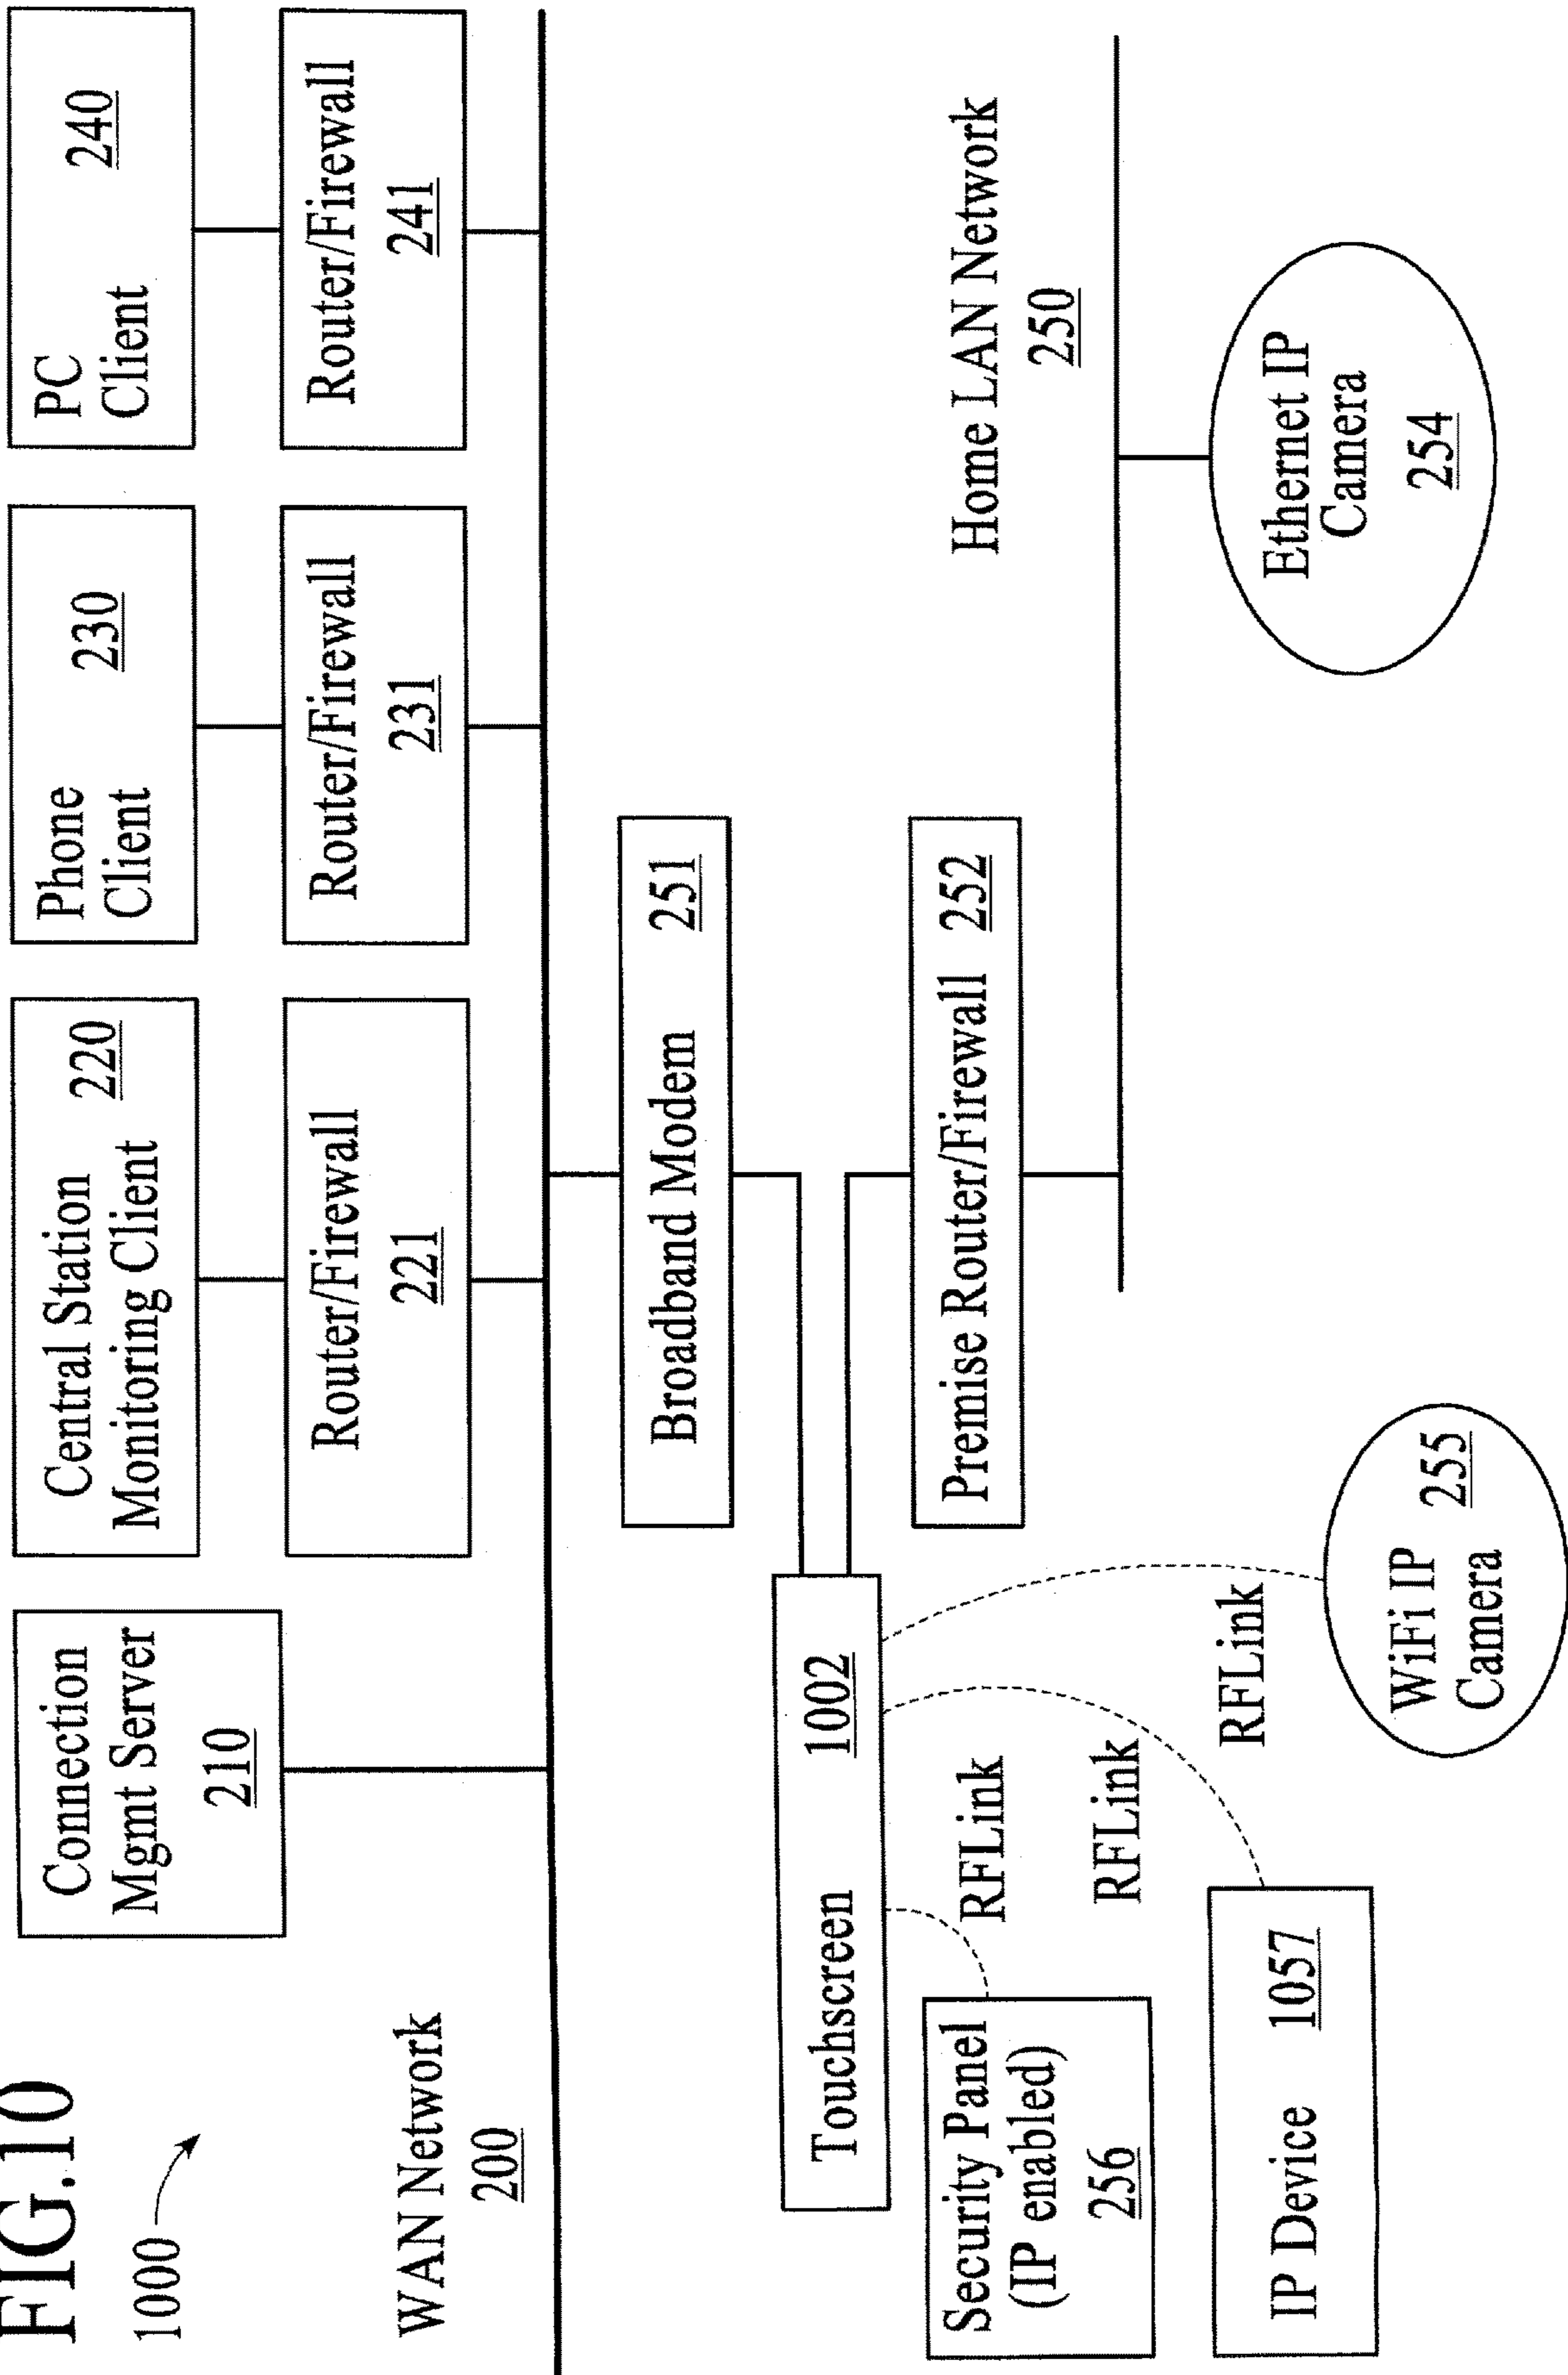 FIG.10
1000
Connection
Mgmt Server
210
Central Station
Monitoring Client
220
Phone
Client
230
PC
Client
240
Router/Firewall
221
Router/Firewall
231
Router/Firewall
241
WAN Network
200
Broadband Modem 251
Touchscreen 1002
Premise Router/Firewall 252
Home LAN Network
250
Security Panel
(IP enabled)
256
RFLink
RFLink
RFLink
IP Device 1057
WiFi IP
Camera
255
Ethernet IP
Camera
254